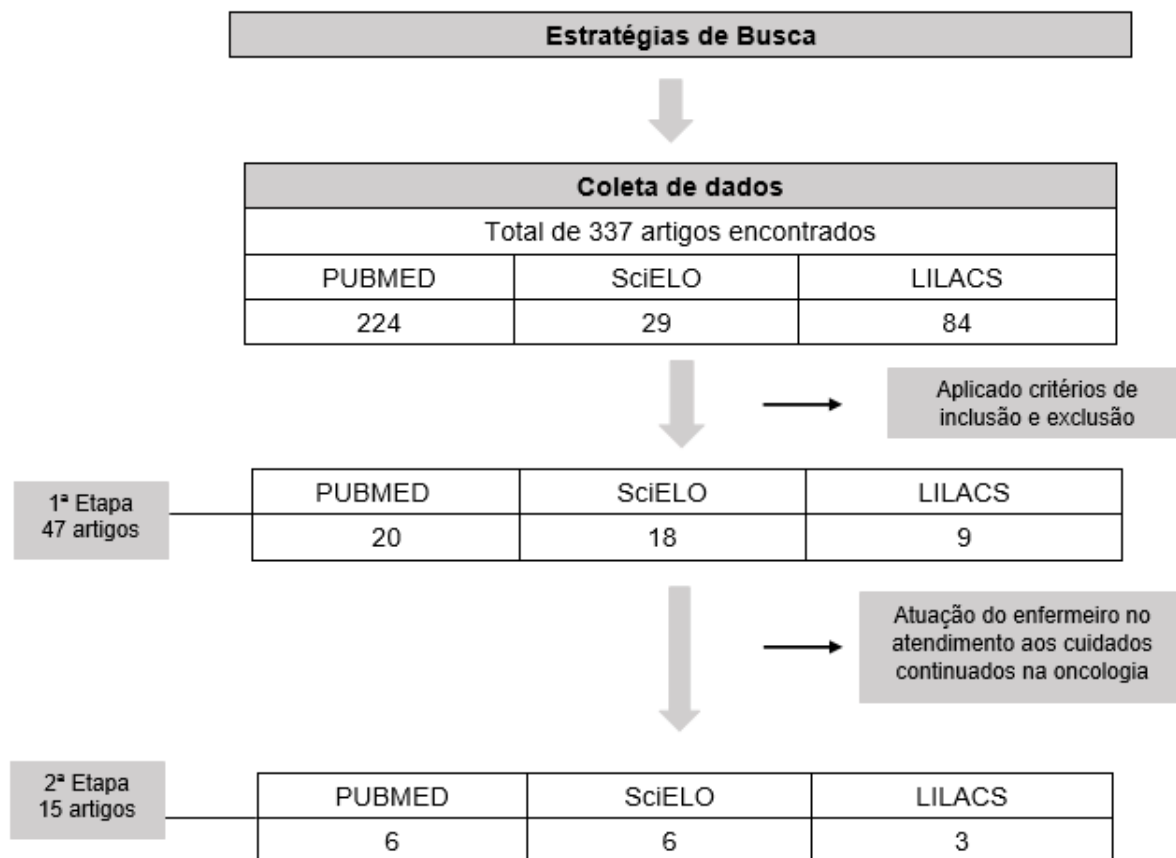 Estratégias de Busca
Coleta de dados
Total de 337 artigos encontrados
PUBMED SciELO LILACS
224 29 84
Aplicado critérios de
inclusão e exclusão
1ª Etapa
47 artigos
PUBMED SciELO LILACS
20 18 9
Atuação do enfermeiro no
atendimento aos cuidados
continuados na oncologia
2ª Etapa
15 artigos
PUBMED SciELO LILACS
6 6 3